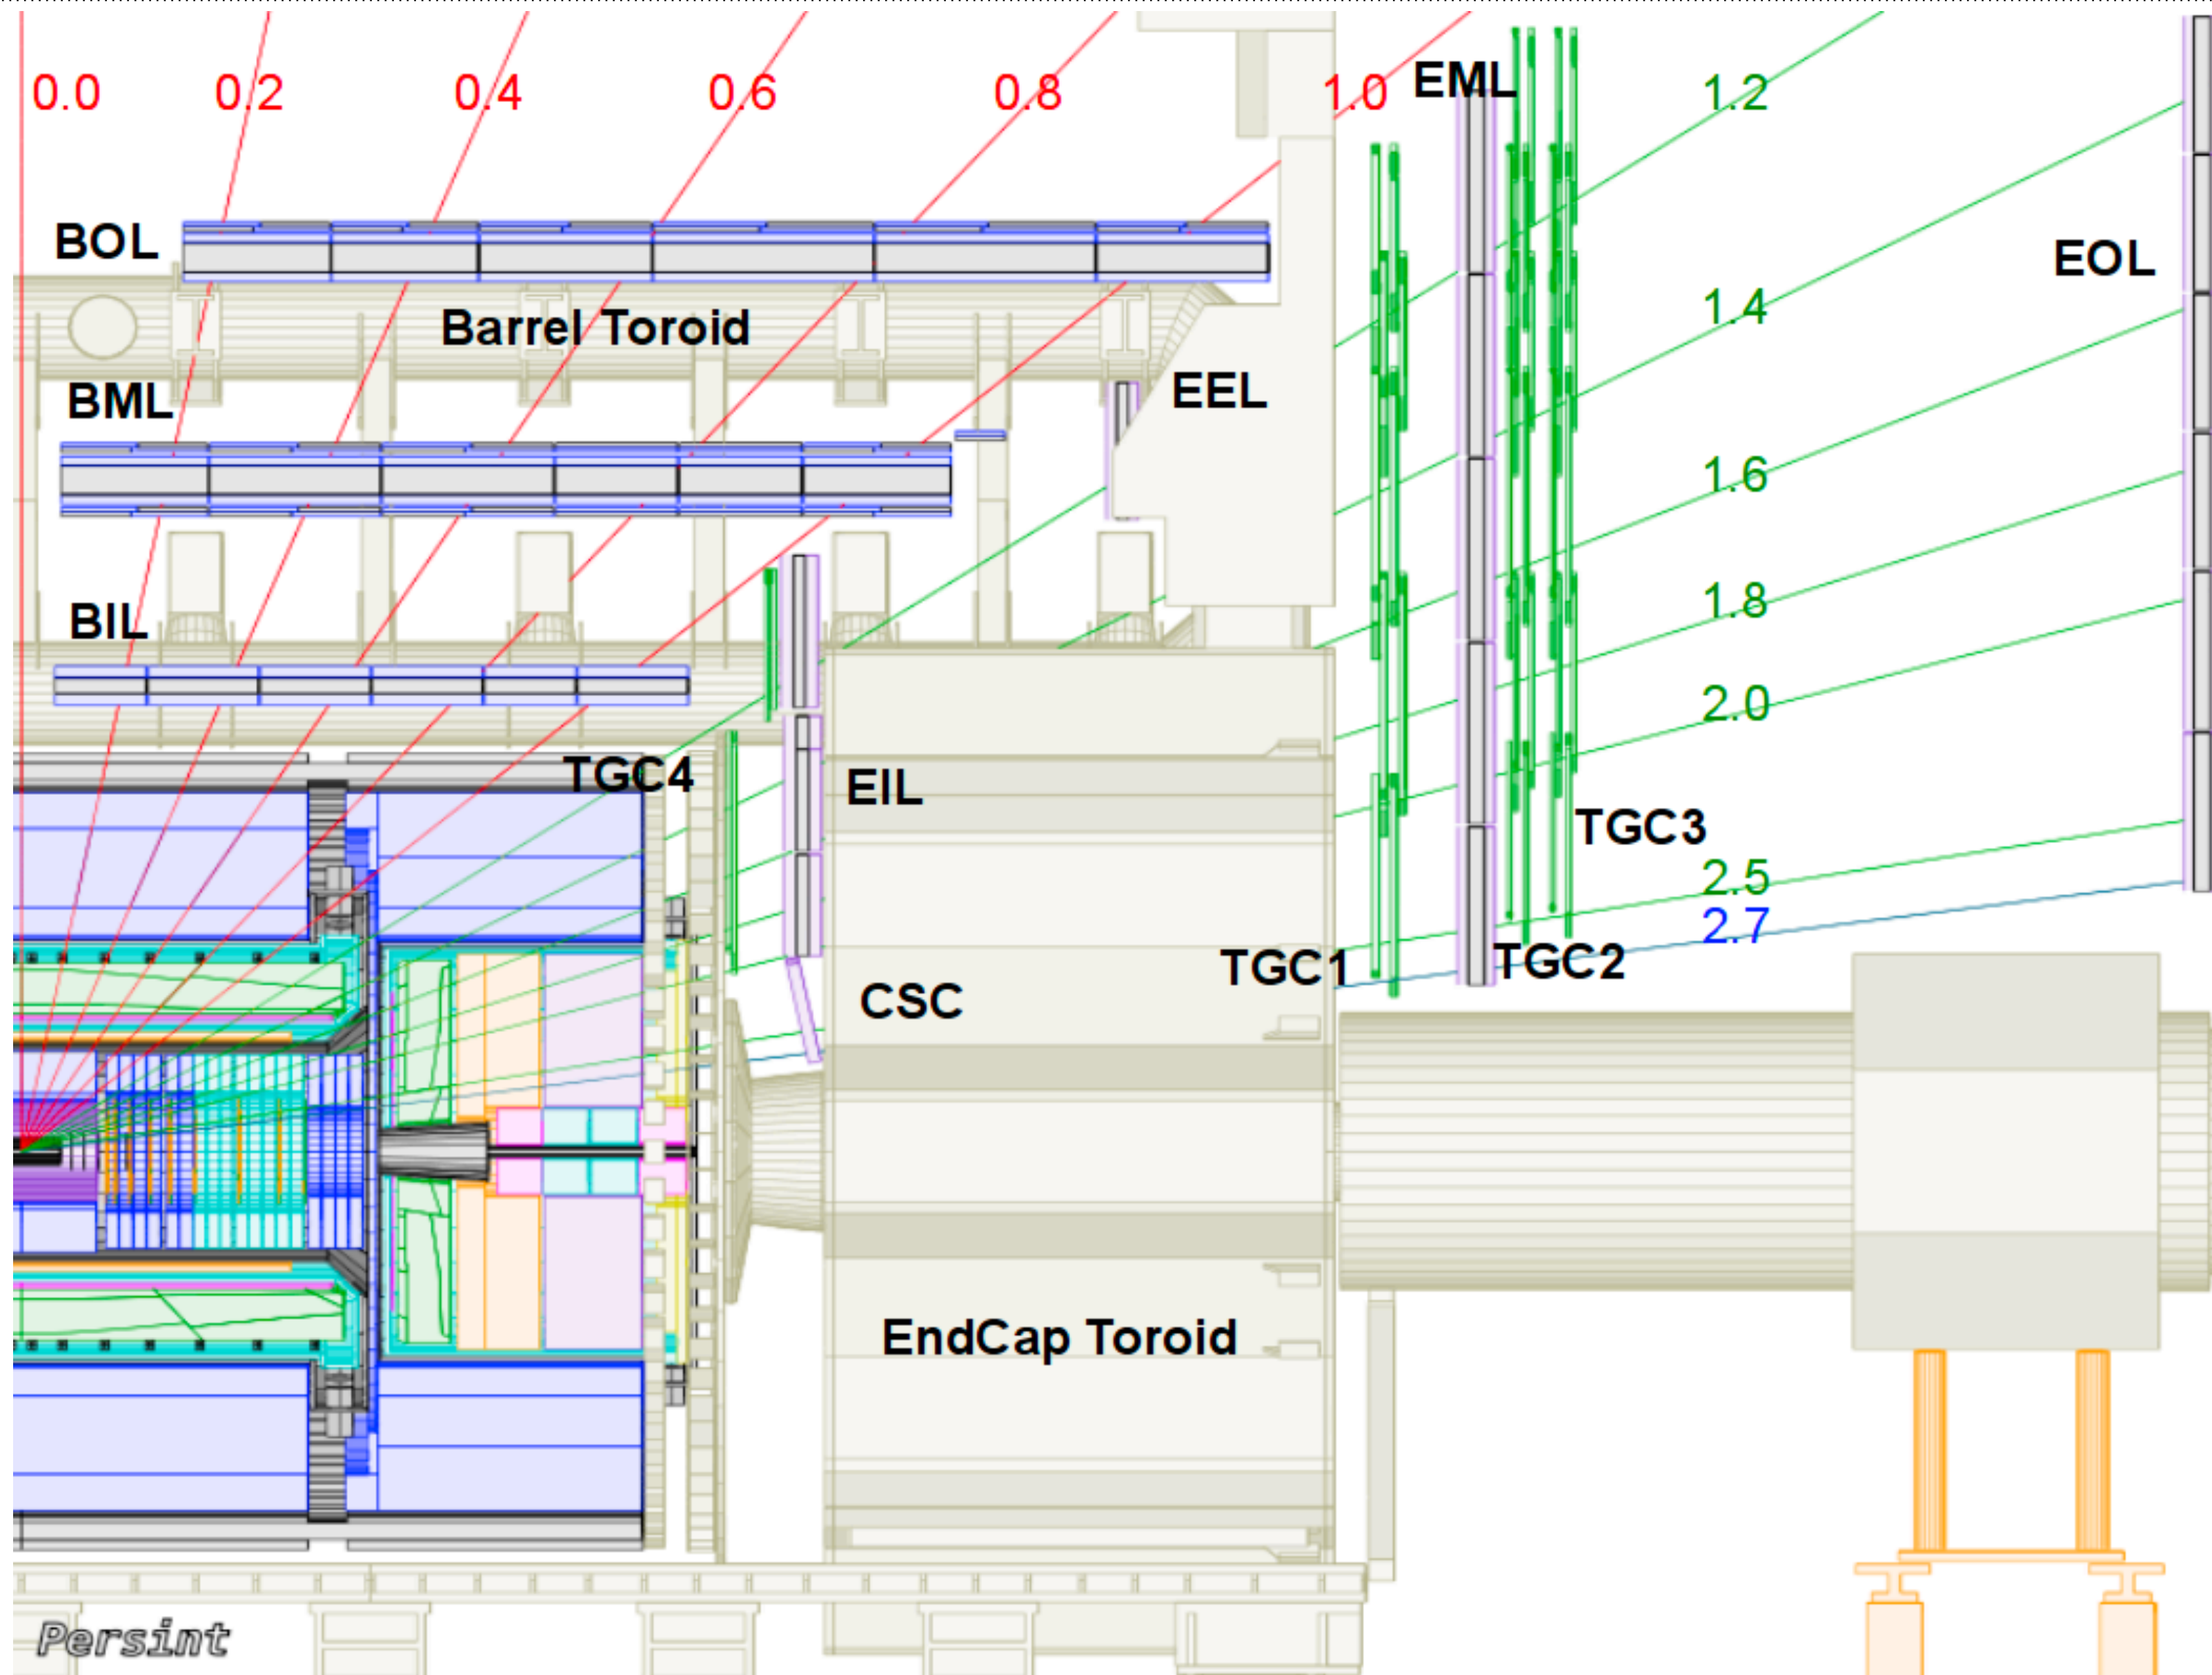 0.0 0.2 0.4 0.6 0.8 1.0 EML 1.2
BOL EOL
Barrel Toroid 1.4
BML EEL
1.6
BIL 1.8
2.0
TGC4 EIL
TGC3
2.5
2.7
TGC1 TGC2
CSC
EndCap Toroid
Persint